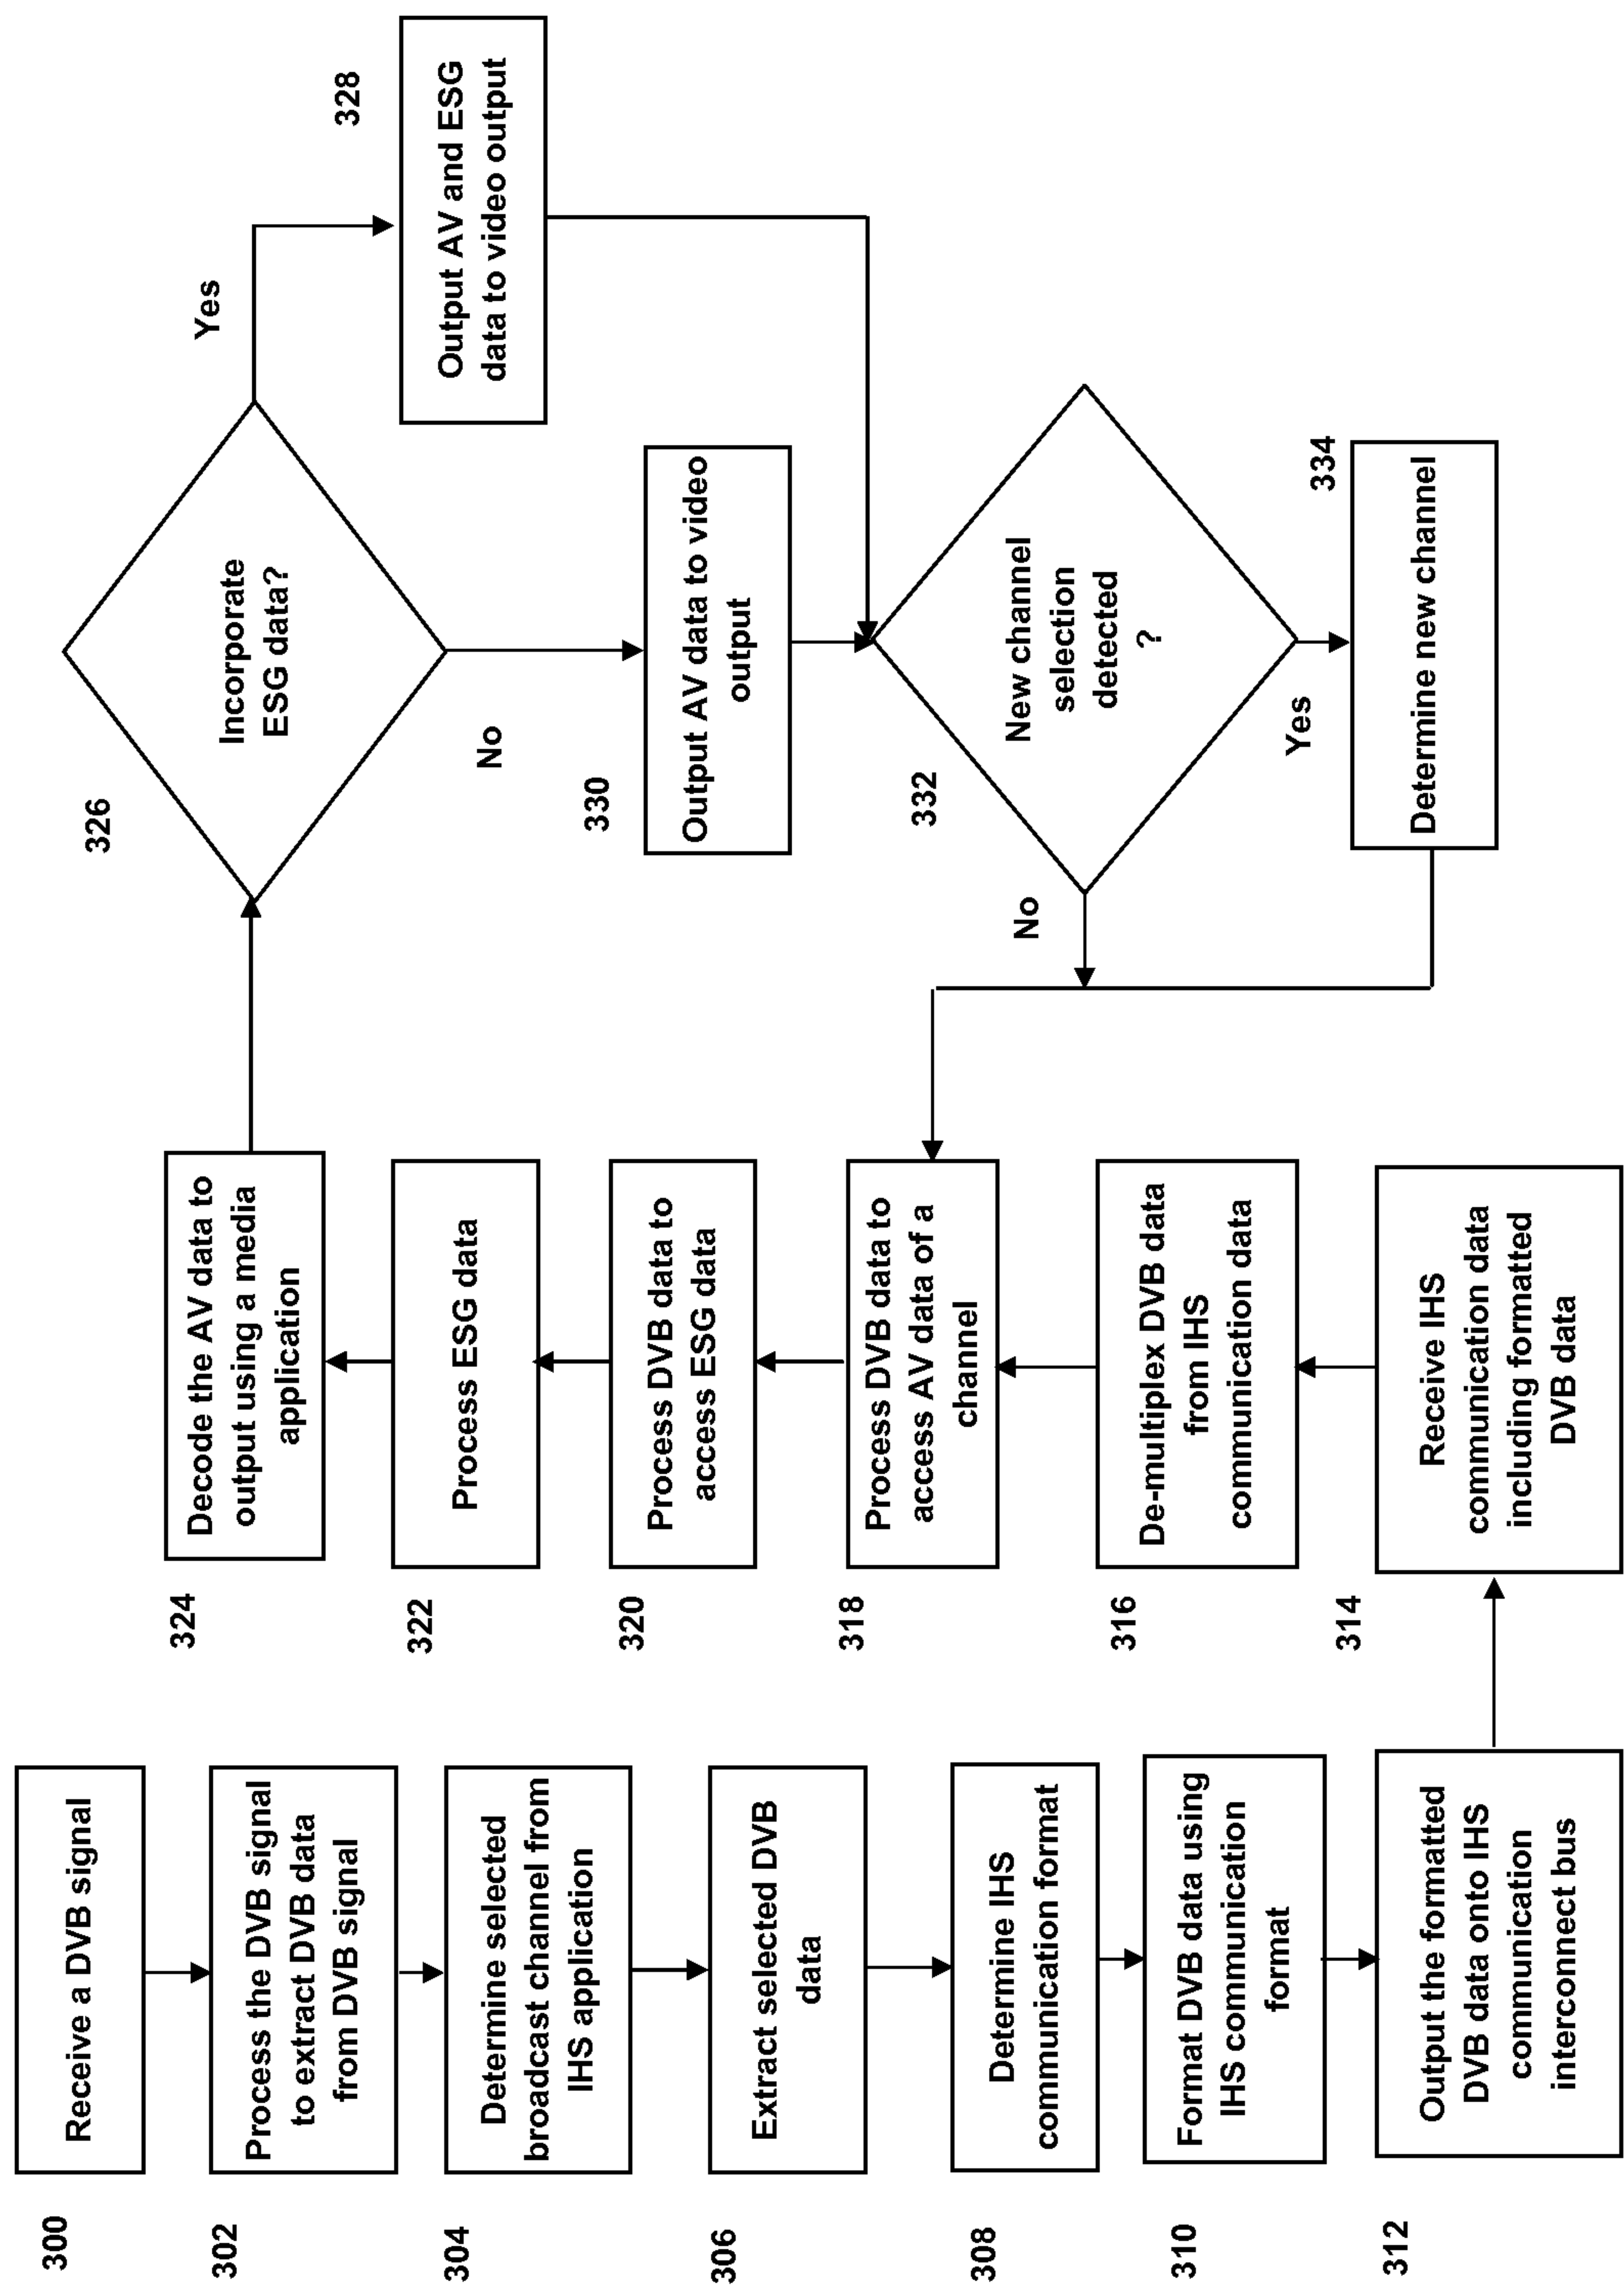 300
Receive a DVB signal
302
Process the DVB signal
to extract DVB data
from DVB signal
304
Determine selected
broadcast channel from
IHS application
306
Extract selected DVB
data
308
Determine IHS
communication format
310
Format DVB data using
IHS communication
format
312
Output the formatted
DVB data onto IHS
communication
interconnect bus
314
Receive IHS
communication data
including formatted
DVB data
316
De-multiplex DVB data
from IHS
communication data
318
Process DVB data to
access AV data of a
channel
320
Process DVB data to
access ESG data
322
Process ESG data
324
Decode the AV data to
output using a media
application
326
Incorporate
ESG data?
Yes
328
Output AV and ESG
data to video output
No
330
Output AV data to video
output
332
New channel
selection
detected
?
No
Yes
334
Determine new channel